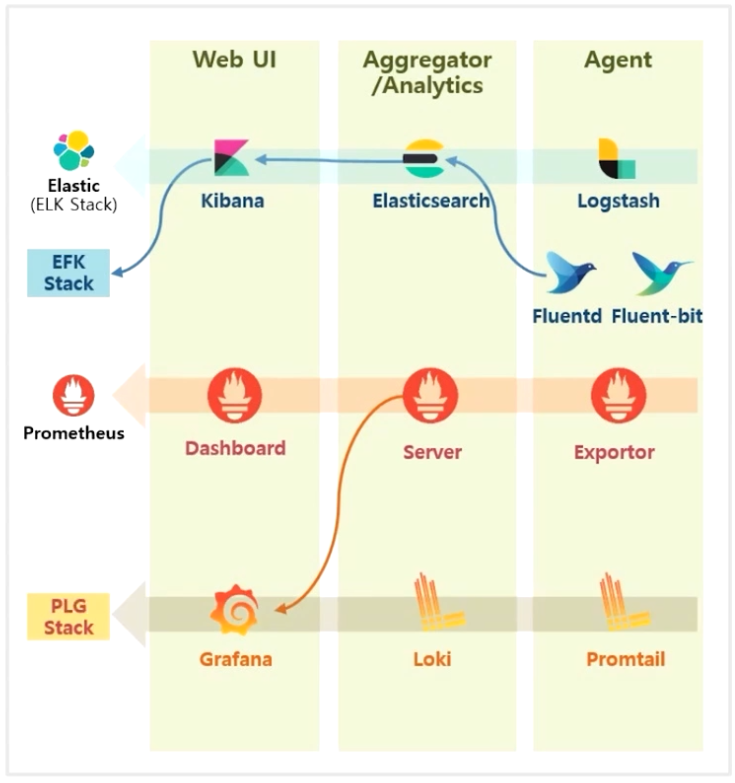 Web UI
Aggregator
/Analytics
Agent
Elastic
(ELK Stack)
Kibana
Elasticsearch
Logstash
EFK
Stack
Fluentd
Fluent-bit
Prometheus
Dashboard
Server
Exportor
PLG
Stack
Grafana
Loki
Promtail